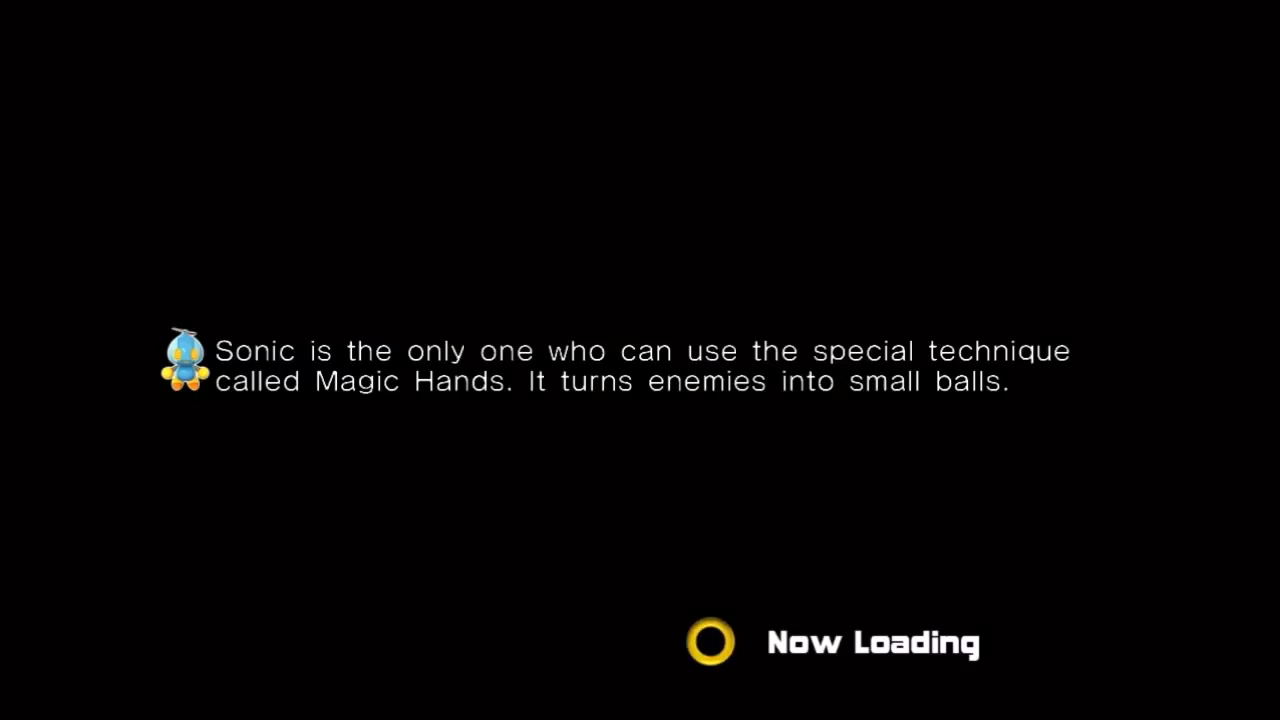 Sonic is the only one who can use the special technique
called Magic Hands. It turns enemies into small balls.
Now Loading